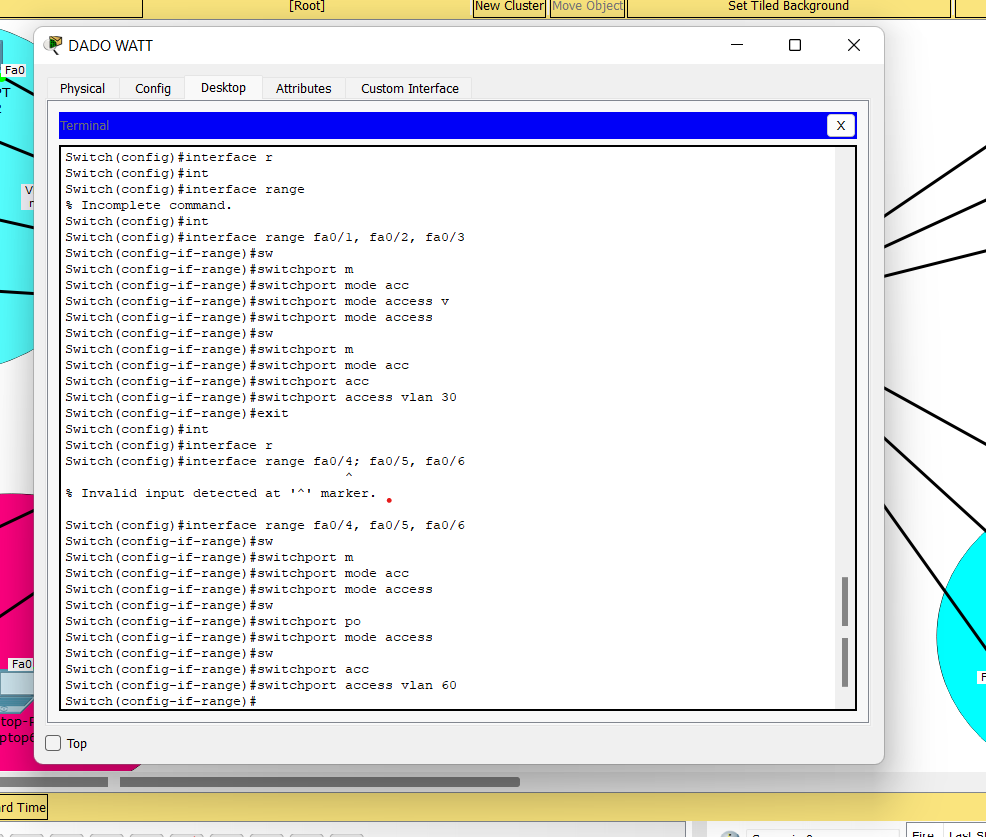 [Root]
New Cluster
Move Object
Set Tiled Background
DADO WATT
Fa0
Physical
Config
Desktop
Attributes
Custom Interface
Terminal
X
Switch(config)#interface r
Switch(config)#int
Switch(config)#interface range
% Incomplete command.
Switch(config)#int
Switch(config)#interface range fa0/1, fa0/2, fa0/3
Switch(config-if-range)#sw
Switch(config-if-range)#switchport m
Switch(config-if-range)#switchport mode acc
Switch(config-if-range)#switchport mode access v
Switch(config-if-range)#switchport mode access
Switch(config-if-range)#sw
Switch(config-if-range)#switchport m
Switch(config-if-range)#switchport mode acc
Switch(config-if-range)#switchport acc
Switch(config-if-range)#switchport access vlan 30
Switch(config-if-range)#exit
Switch(config)#int
Switch(config)#interface r
Switch(config)#interface range fa0/4; fa0/5, fa0/6
^
% Invalid input detected at '^' marker.
Switch(config)#interface range fa0/4, fa0/5, fa0/6
Switch(config-if-range)#sw
Switch(config-if-range)#switchport m
Switch(config-if-range)#switchport mode acc
Switch(config-if-range)#switchport mode access
Switch(config-if-range)#sw
Switch(config-if-range)#switchport po
Switch(config-if-range)#switchport mode access
Switch(config-if-range)#sw
Switch(config-if-range)#switchport acc
Switch(config-if-range)#switchport access vlan 60
Switch(config-if-range)#
Fa0
Top
Time